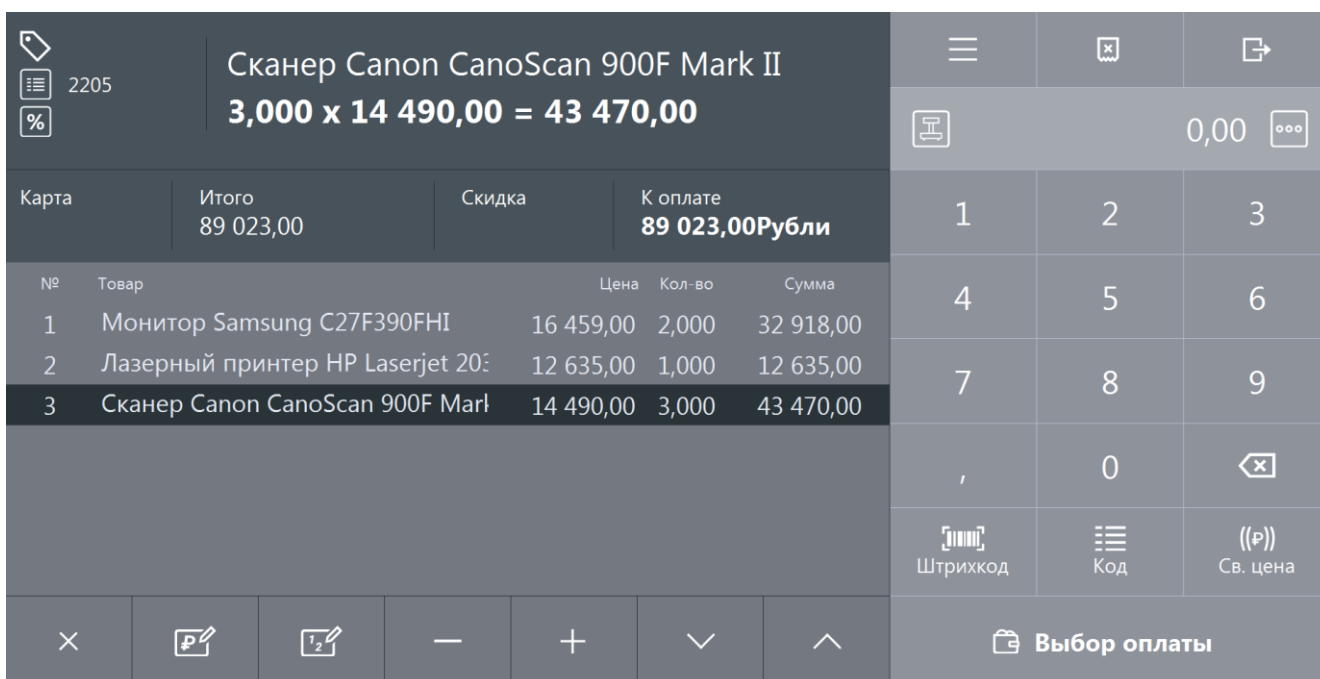 2205
%
Сканер Canon CanoScan 900F Mark II
3,000 x 14 490,00 = 43 470,00
0,00
Карта Итого Скидка К оплате
89 023,00 89 023,00Рубли
№ Товар Цена Кол-во Сумма
1 Монитор Samsung C27F390FHI 16 459,00 2,000 32 918,00
2 Лазерный принтер HP Laserjet 203 12 635,00 1,000 12 635,00
3 Сканер Canon CanoScan 900F Mark 14 490,00 3,000 43 470,00
1 2 3
4 5 6
7 8 9
, 0
Штрихкод Код ((₽)) Св. цена
₽ 1 2
Выбор оплаты